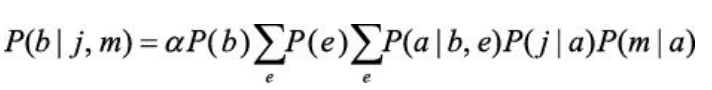 P(b | j, m) = αP(b)∑P(e)∑P(a | b, e)P(j | a)P(m | a)
e e